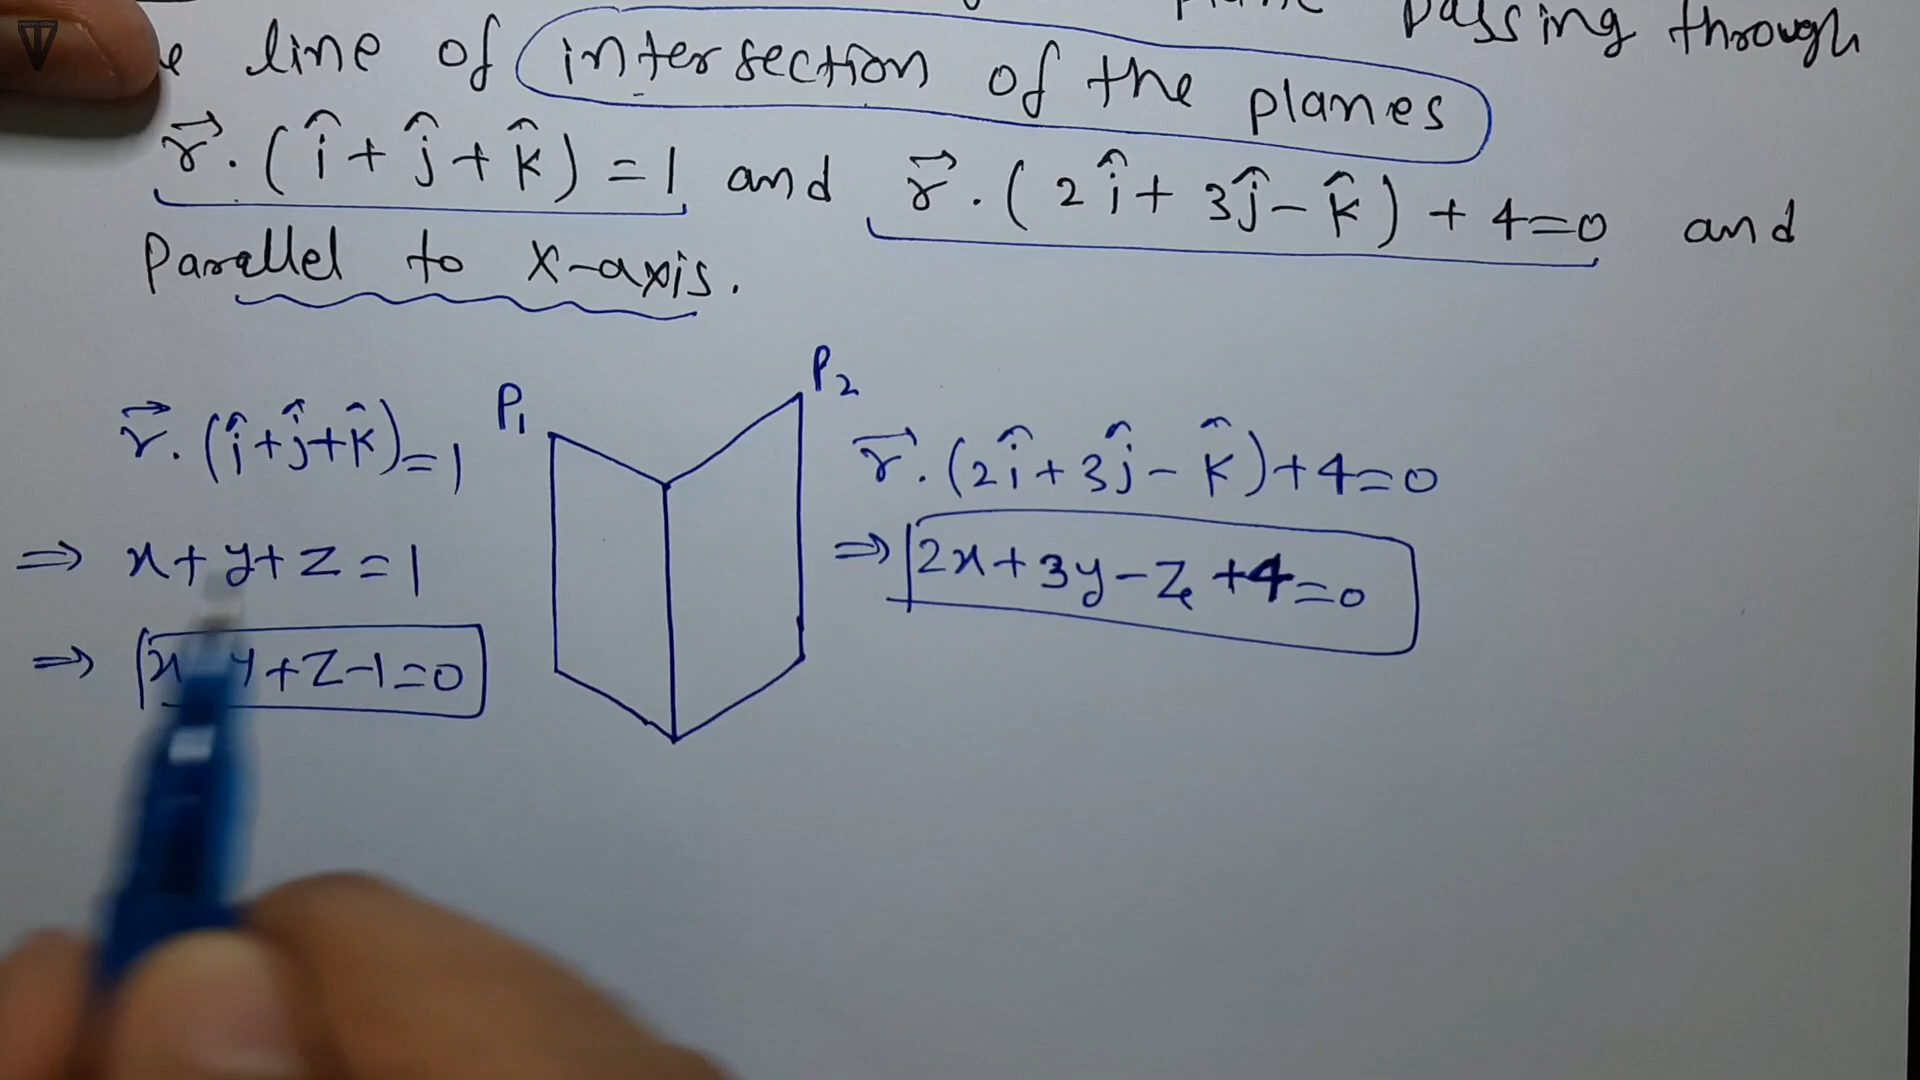 passing through
line of intersection of the planes
r⃗.(î+ĵ+k̂)=1 and r⃗.(2î+3ĵ-k̂)+4=0 and
Parallel to x-axis.
P₁
P₂
r⃗.(î+ĵ+k̂)=1
r⃗.(2î+3ĵ-k̂)+4=0
⇒ x+y+z=1
⇒ 2x+3y-z+4=0
⇒ x y+z-1=0